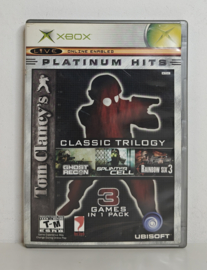 XBOX
LIVE ONLINE ENABLED
PLATINUM HITS
Tom Clancy's
CLASSIC TRILOGY
GHOST RECON
SPLINTER CELL
RAINBOW SIX 3
3
GAMES
IN 1 PACK
T
UBISOFT